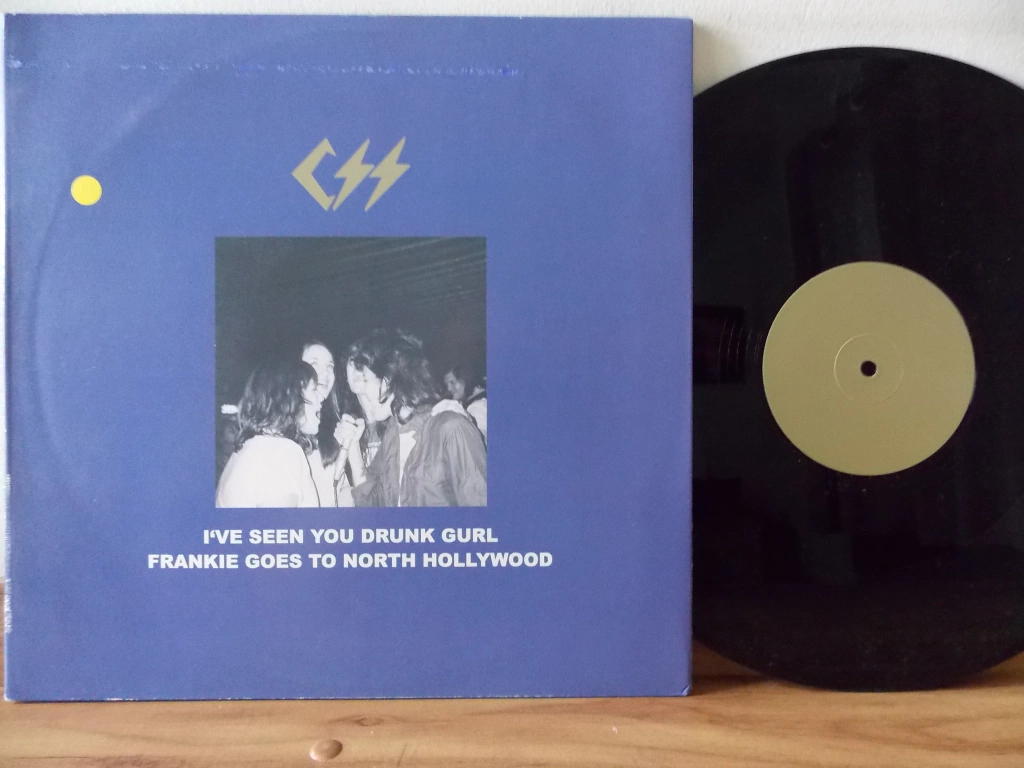 CSS
I'VE SEEN YOU DRUNK GURL
FRANKIE GOES TO NORTH HOLLYWOOD